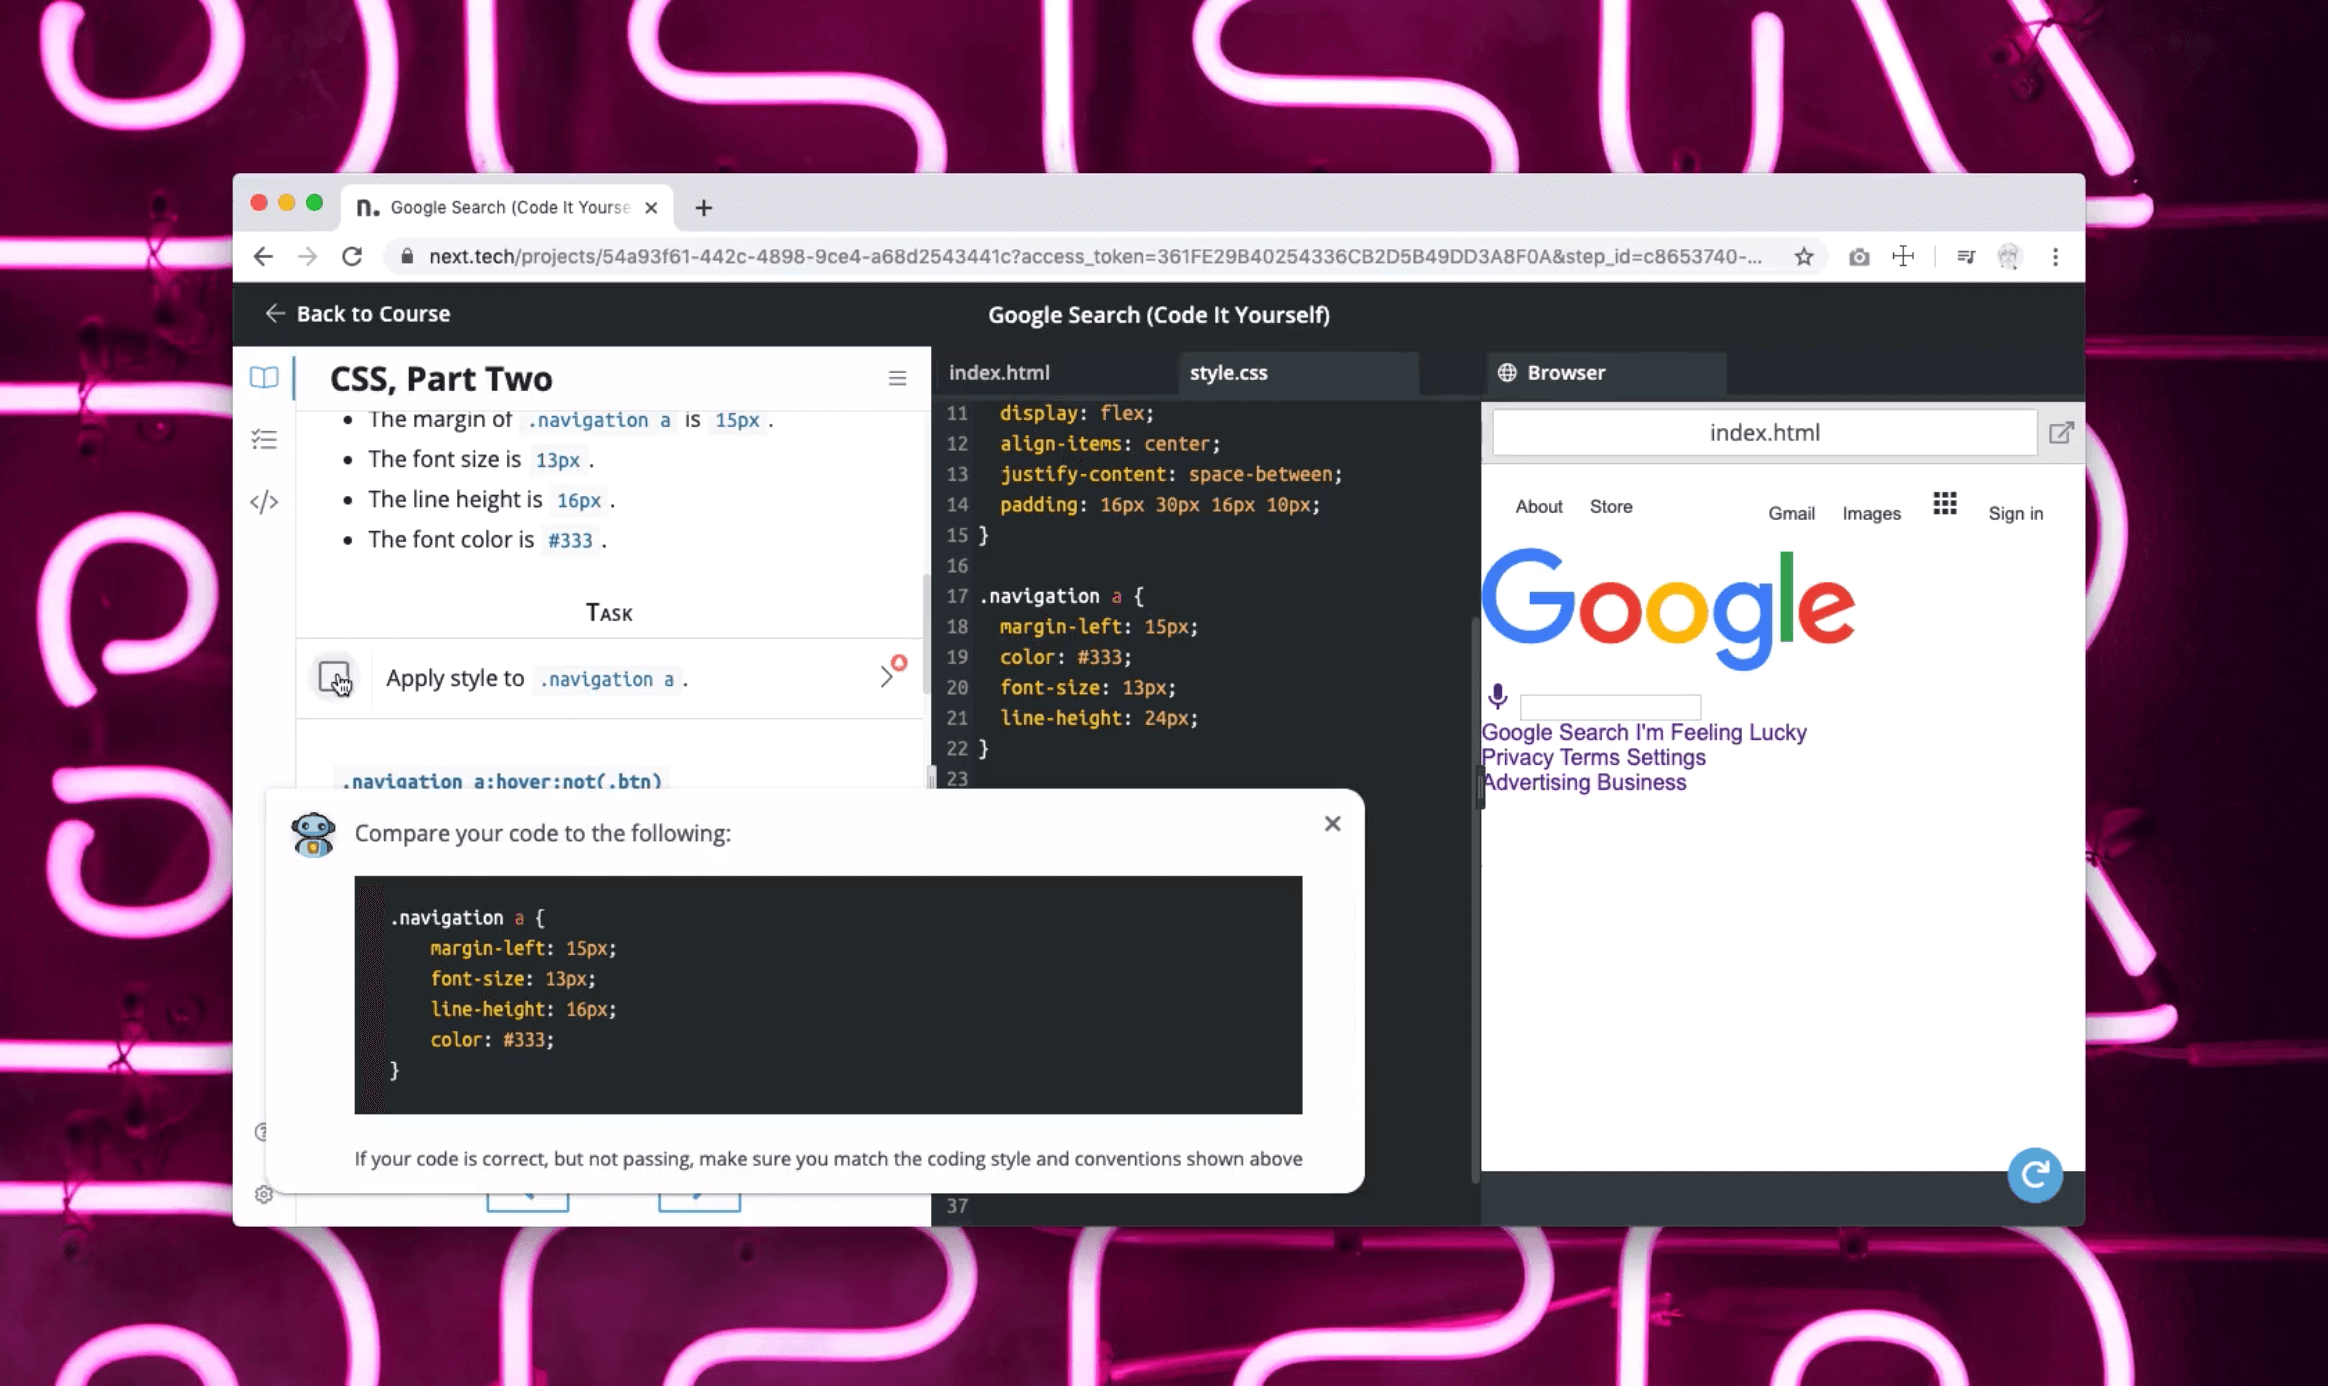 n. Google Search (Code It Yourse
next.tech/projects/54a93f61-442c-4898-9ce4-a68d2543441c?access_token=361FE29B40254336CB2D5B49DD3A8F0A&step_id=c8653740-...
Back to Course
Google Search (Code It Yourself)
CSS, Part Two
The margin of .navigation a is 15px.
The font size is 13px.
The line height is 16px.
The font color is #333.
Task
Apply style to .navigation a.
.navigation a:hover:not(.btn)
index.html
style.css
11 display: flex;
12 align-items: center;
13 justify-content: space-between;
14 padding: 16px 30px 16px 10px;
15 }
16
17 .navigation a {
18 margin-left: 15px;
19 color: #333;
20 font-size: 13px;
21 line-height: 24px;
22 }
23
37
Browser
index.html
About Store Gmail Images Sign in
Google
Google Search I'm Feeling Lucky
Privacy Terms Settings
Advertising Business
Compare your code to the following:
.navigation a {
margin-left: 15px;
font-size: 13px;
line-height: 16px;
color: #333;
}
If your code is correct, but not passing, make sure you match the coding style and conventions shown above